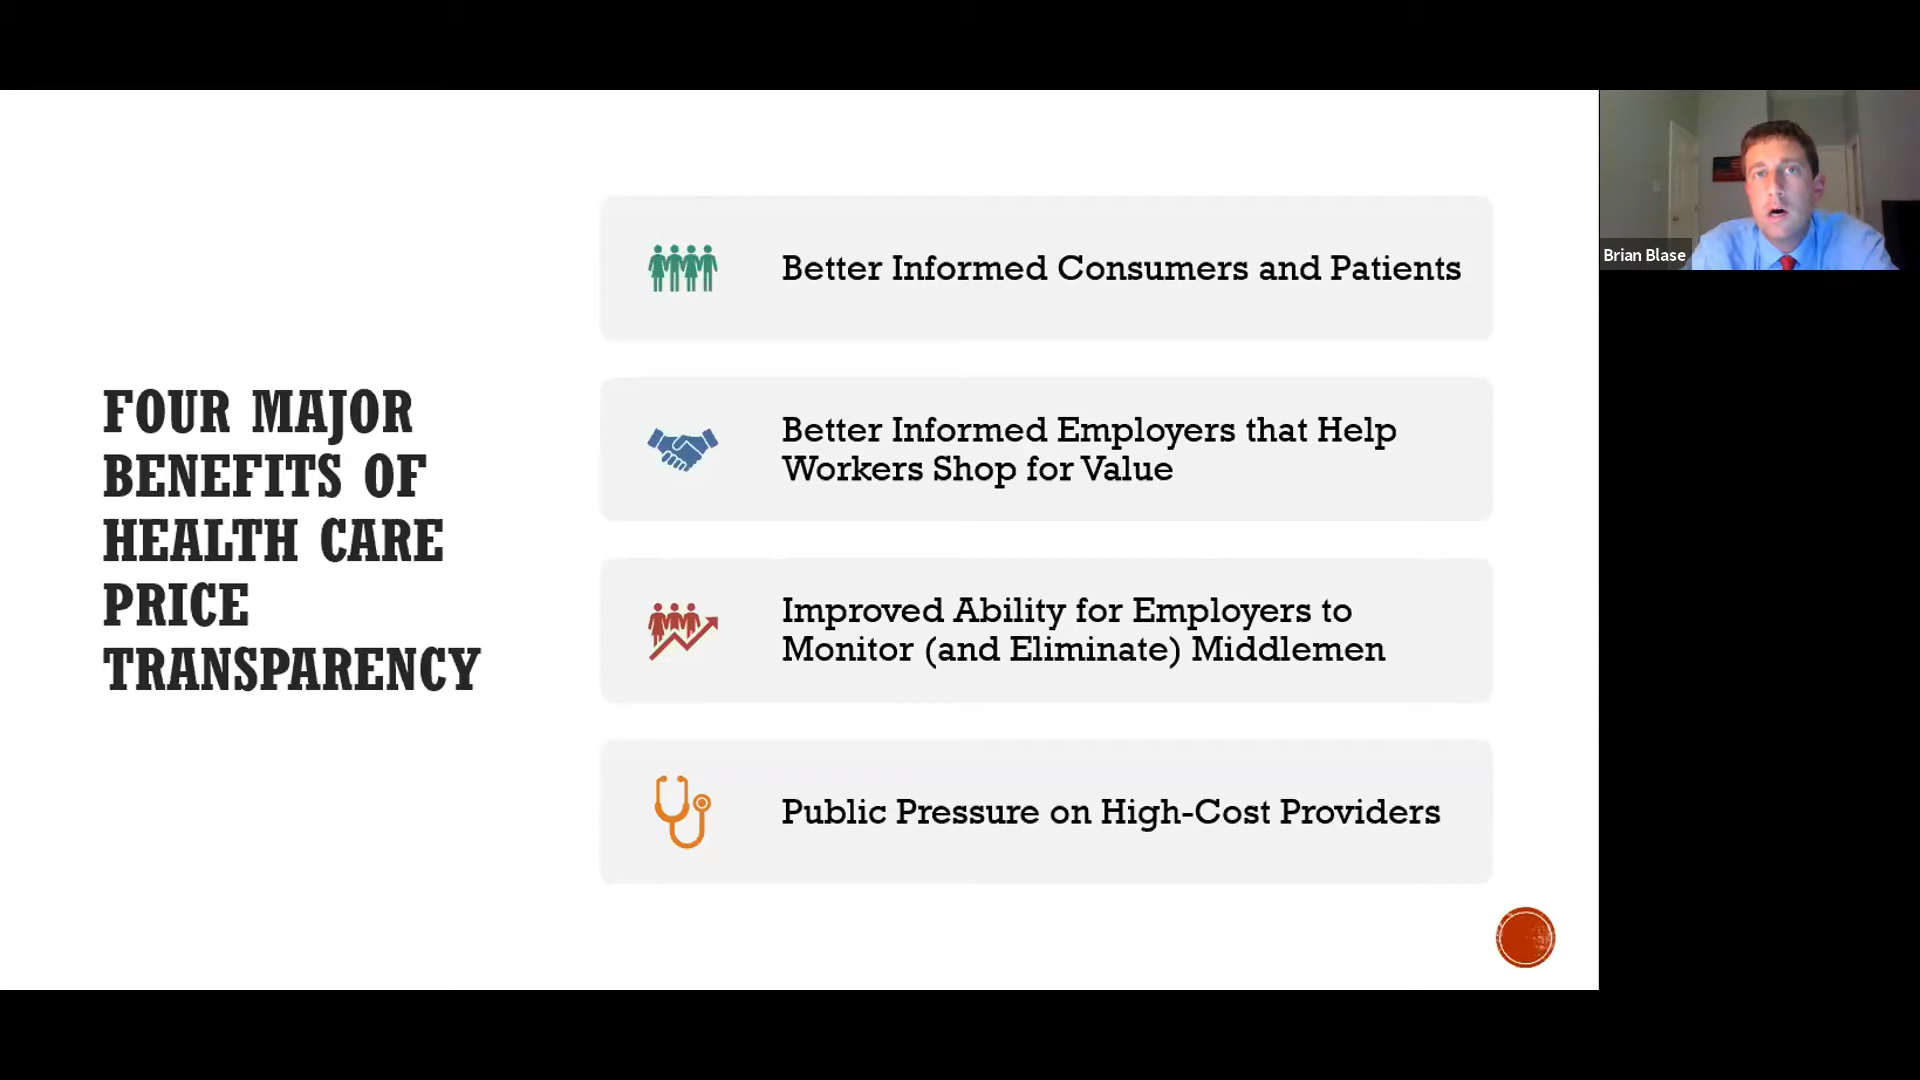 FOUR MAJOR
BENEFITS OF
HEALTH CARE
PRICE
TRANSPARENCY
Better Informed Consumers and Patients
Better Informed Employers that Help
Workers Shop for Value
Improved Ability for Employers to
Monitor (and Eliminate) Middlemen
Public Pressure on High-Cost Providers
Brian Blase